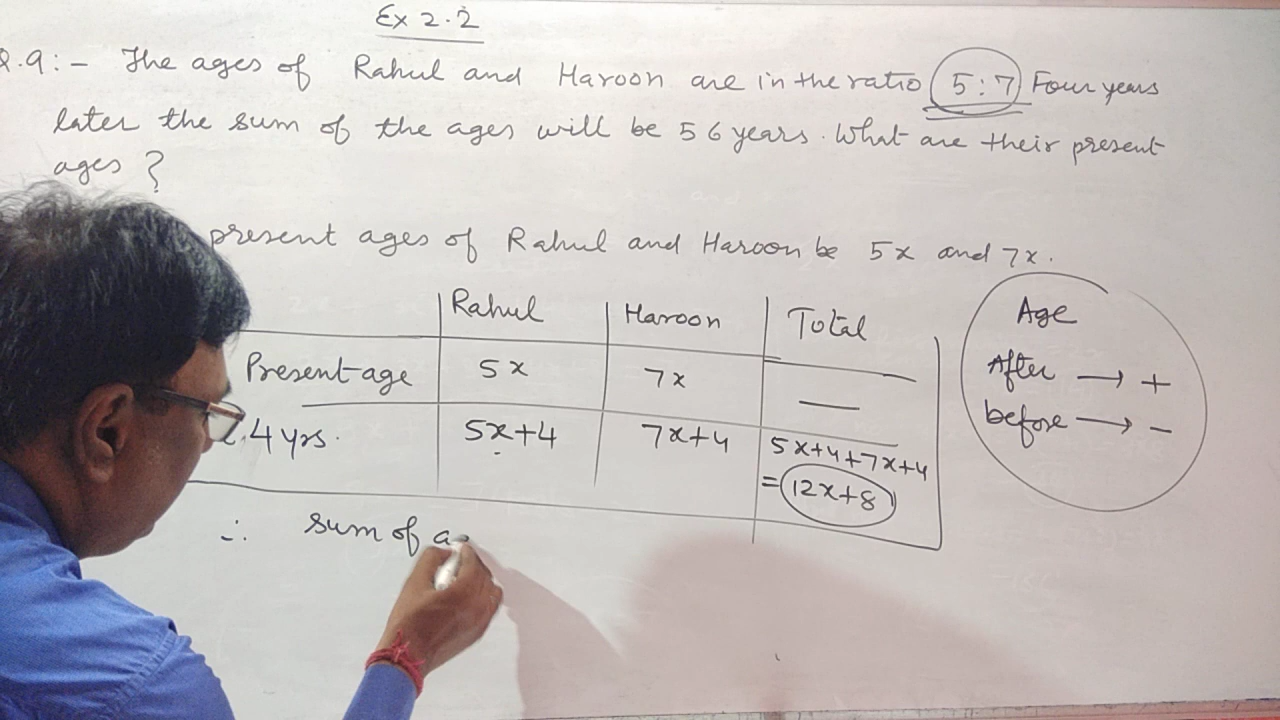 Ex 2.2
Q.9:- The ages of Rahul and Haroon are in the ratio 5:7 Four years
later the sum of the ages will be 56 years. What are their present
ages ?
present ages of Rahul and Haroon be 5x and 7x.
Rahul Haroon Total
Present age 5x 7x —
4 yrs. 5x+4 7x+4 5x+4+7x+4
= 12x+8
∴ sum of
Age
After → +
before → -